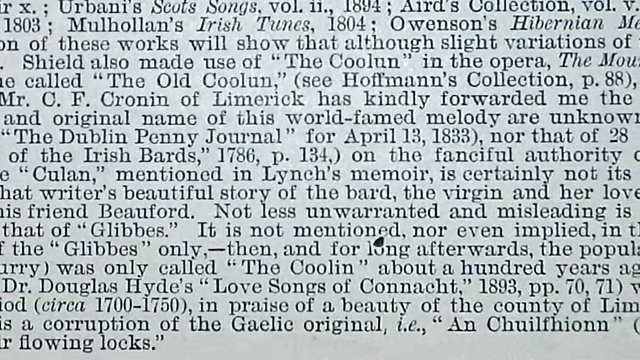 ir x. ; Urbani's Scots Songs, vol. ii., 1894 ; Aird's Collection, vol. v.
1803 ; Mulhollan's Irish Tunes, 1804 ; Owenson's Hibernian
on of these works will show that although slight variations of
Shield also made use of "The Coolun" in the opera, The
e called "The Old Coolun," (see Hoffmann's Collection, p. 88),
Mr. C. F. Cronin of Limerick has kindly forwarded me the
and original name of this world-famed melody are unknown
"The Dublin Penny Journal" for April 13, 1833), nor that of 28
of the Irish Bards," 1786, p. 134,) on the fanciful authority o
e "Culan," mentioned in Lynch's memoir, is certainly not its
hat writer's beautiful story of the bard, the virgin and her love
is friend Beauford. Not less unwarranted and misleading is
that of "Glibbes." It is not mentioned, nor even implied, in th
f the "Glibbes" only,—then, and for long afterwards, the popula
urry) was only called "The Coolin" about a hundred years ag
Dr. Douglas Hyde's "Love Songs of Connacht," 1893, pp. 70, 71) w
iod (circa 1700-1750), in praise of a beauty of the county of Lim
is a corruption of the Gaelic original, i.e., "An Chuilfhionn" (
r flowing locks."